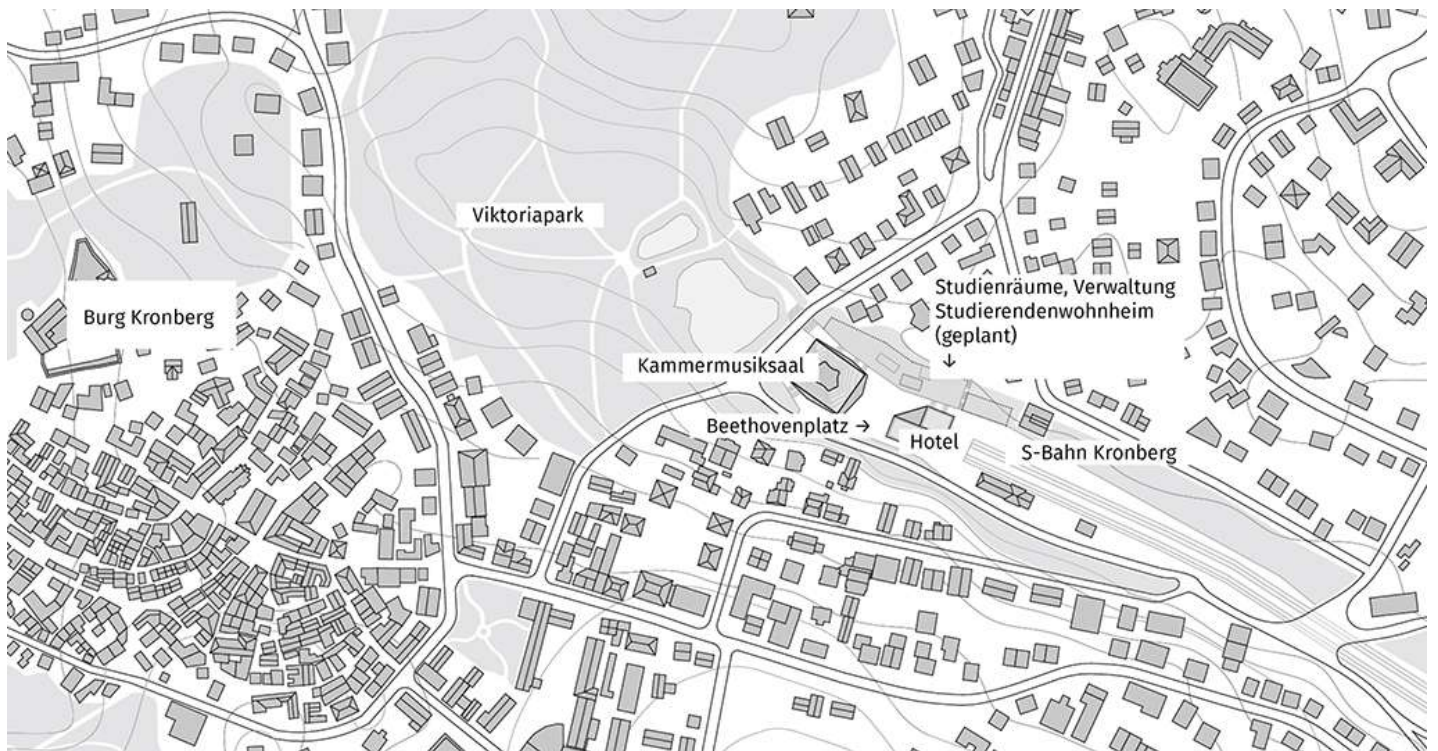 Viktoriapark
Burg Kronberg
Studienräume, Verwaltung
Studierendenwohnheim
(geplant)
↓
Kammermusiksaal
Beethovenplatz →
Hotel
S-Bahn Kronberg